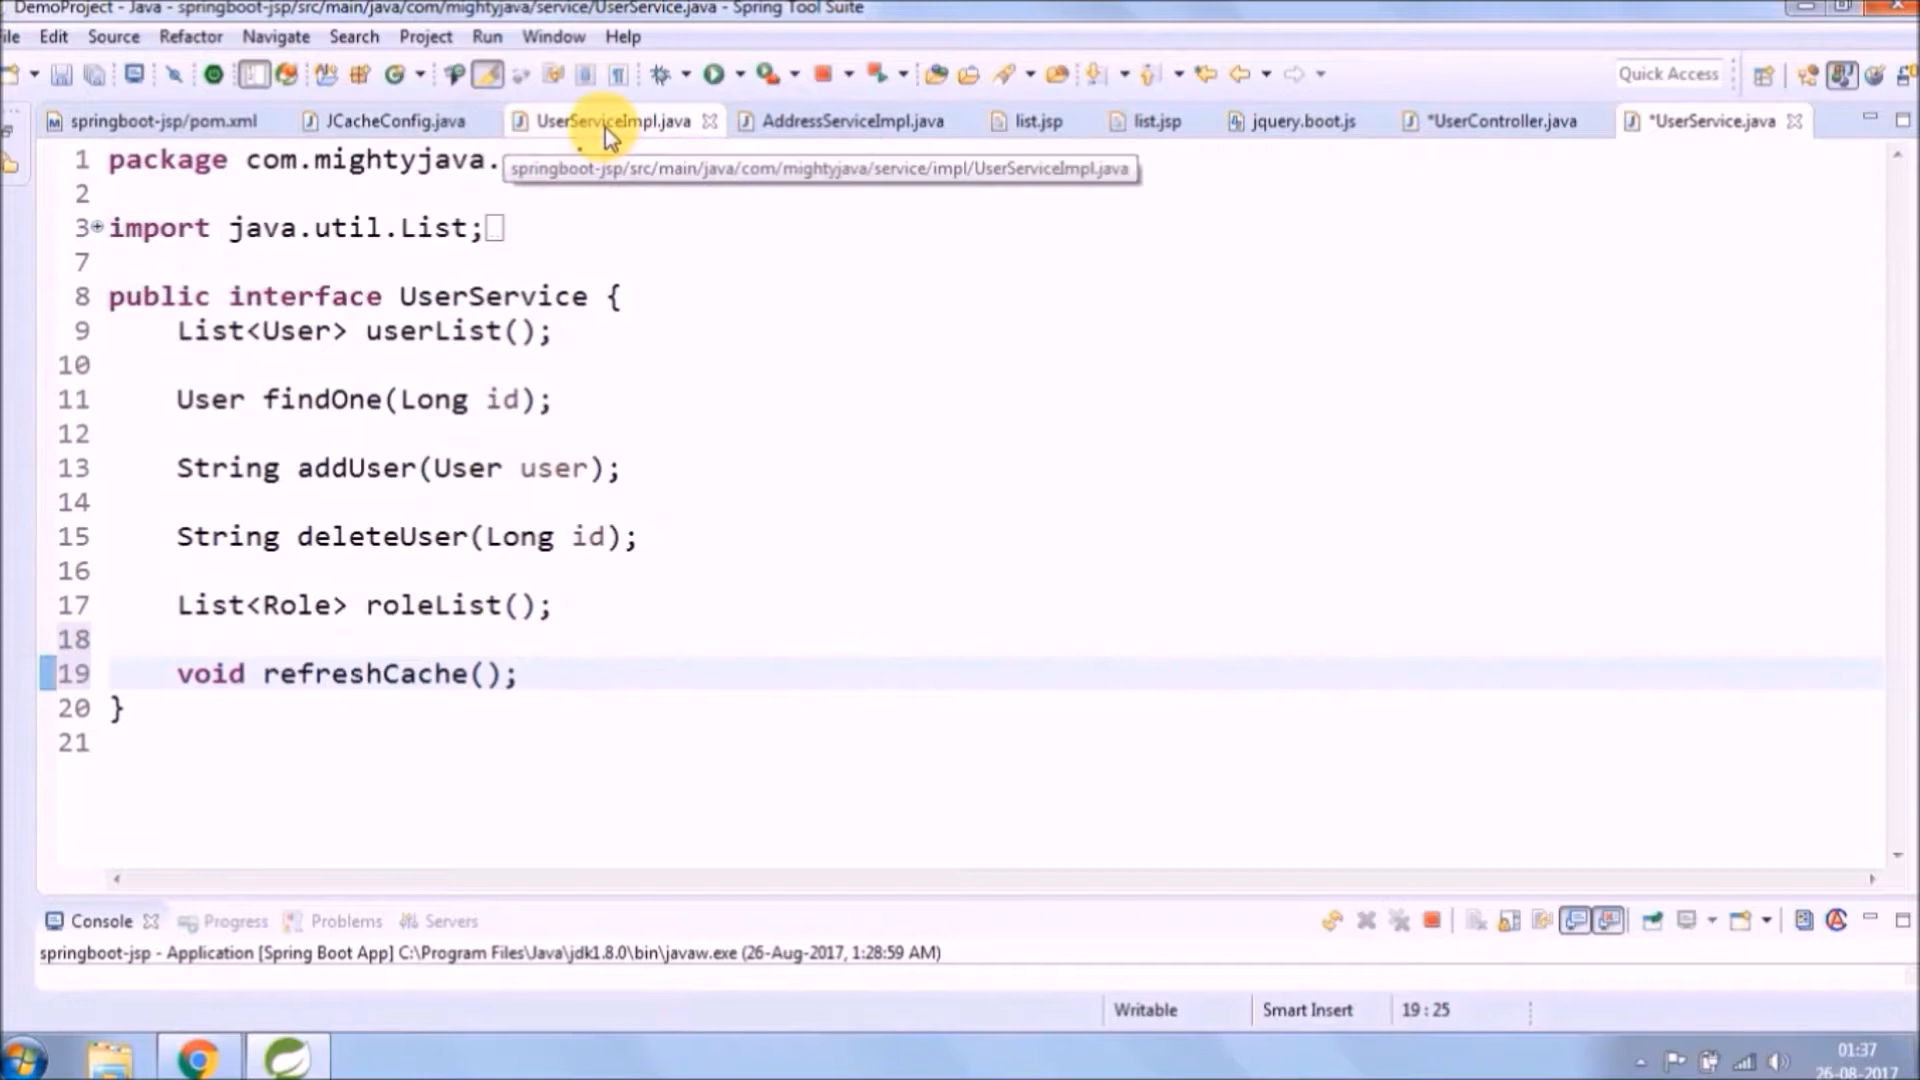 DemoProject - Java - springboot-jsp/src/main/java/com/mightyjava/service/UserService.java - Spring Tool Suite
File Edit Source Refactor Navigate Search Project Run Window Help
Quick Access
springboot-jsp/pom.xml JCacheConfig.java UserServiceImpl.java AddressServiceImpl.java list.jsp list.jsp jquery.boot.js *UserController.java *UserService.java
1 package com.mightyjava.
springboot-jsp/src/main/java/com/mightyjava/service/impl/UserServiceImpl.java
2
3 import java.util.List;
7
8 public interface UserService {
9 List<User> userList();
10
11 User findOne(Long id);
12
13 String addUser(User user);
14
15 String deleteUser(Long id);
16
17 List<Role> roleList();
18
19 void refreshCache();
20 }
21
Console Progress Problems Servers
springboot-jsp - Application [Spring Boot App] C:\Program Files\Java\jdk1.8.0\bin\javaw.exe (26-Aug-2017, 1:28:59 AM)
Writable Smart Insert 19 : 25
01:37
26-08-2017